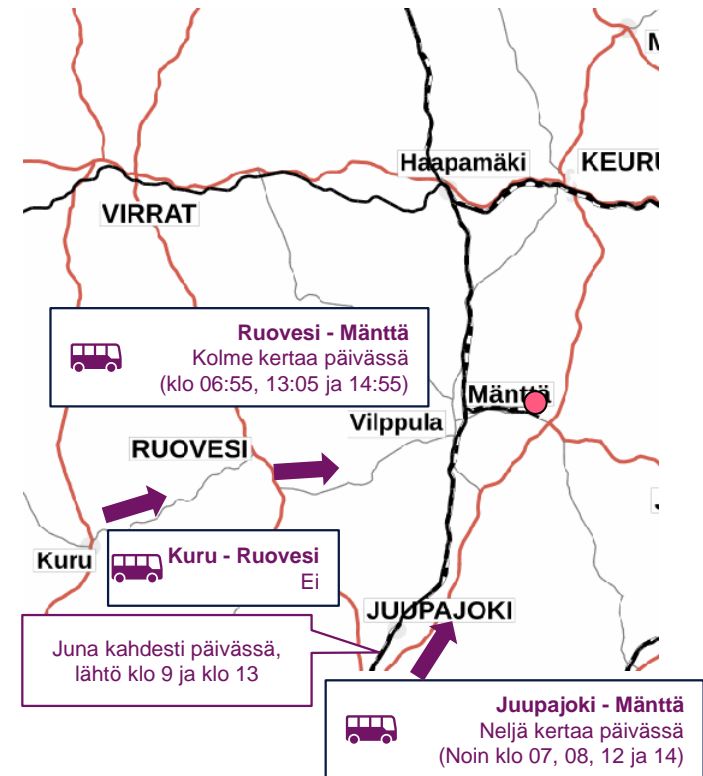 M
Haapamäki
KEURU
VIRRAT
Ruovesi - Mänttä
Kolme kertaa päivässä
(klo 06:55, 13:05 ja 14:55)
Mänttä
Vilppula
RUOVESI
Kuru - Ruovesi
Ei
Kuru
JUUPAJOKI
Juna kahdesti päivässä,
lähtö klo 9 ja klo 13
Juupajoki - Mänttä
Neljä kertaa päivässä
(Noin klo 07, 08, 12 ja 14)